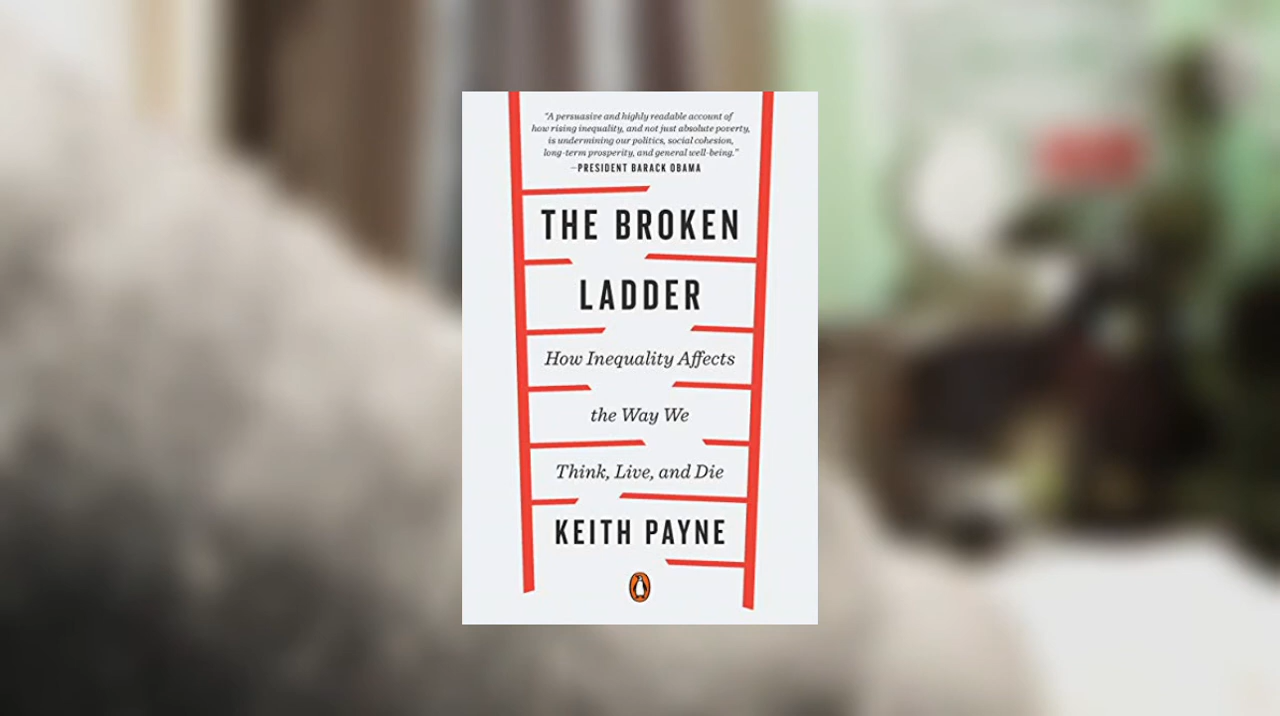 "A persuasive and highly readable account of
how rising inequality, and not just absolute poverty,
is undermining our politics, social cohesion,
long-term prosperity, and general well-being."
—PRESIDENT BARACK OBAMA
THE BROKEN
LADDER
How Inequality Affects
the Way We
Think, Live, and Die
KEITH PAYNE